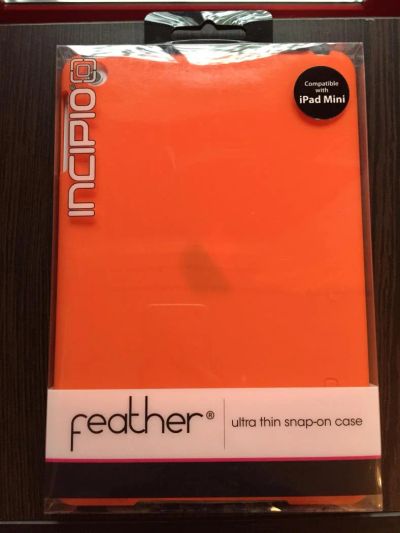 INCIPIO
Compatible
with
iPad Mini
feather®
ultra thin snap-on case